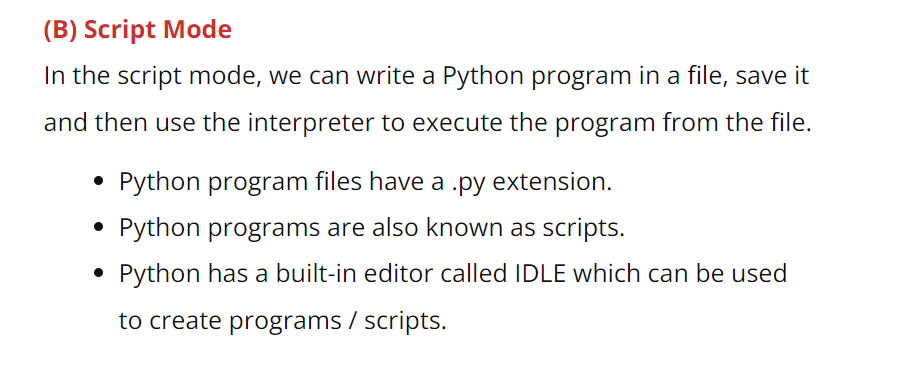 (B) Script Mode
In the script mode, we can write a Python program in a file, save it
and then use the interpreter to execute the program from the file.
• Python program files have a .py extension.
• Python programs are also known as scripts.
• Python has a built-in editor called IDLE which can be used
to create programs / scripts.